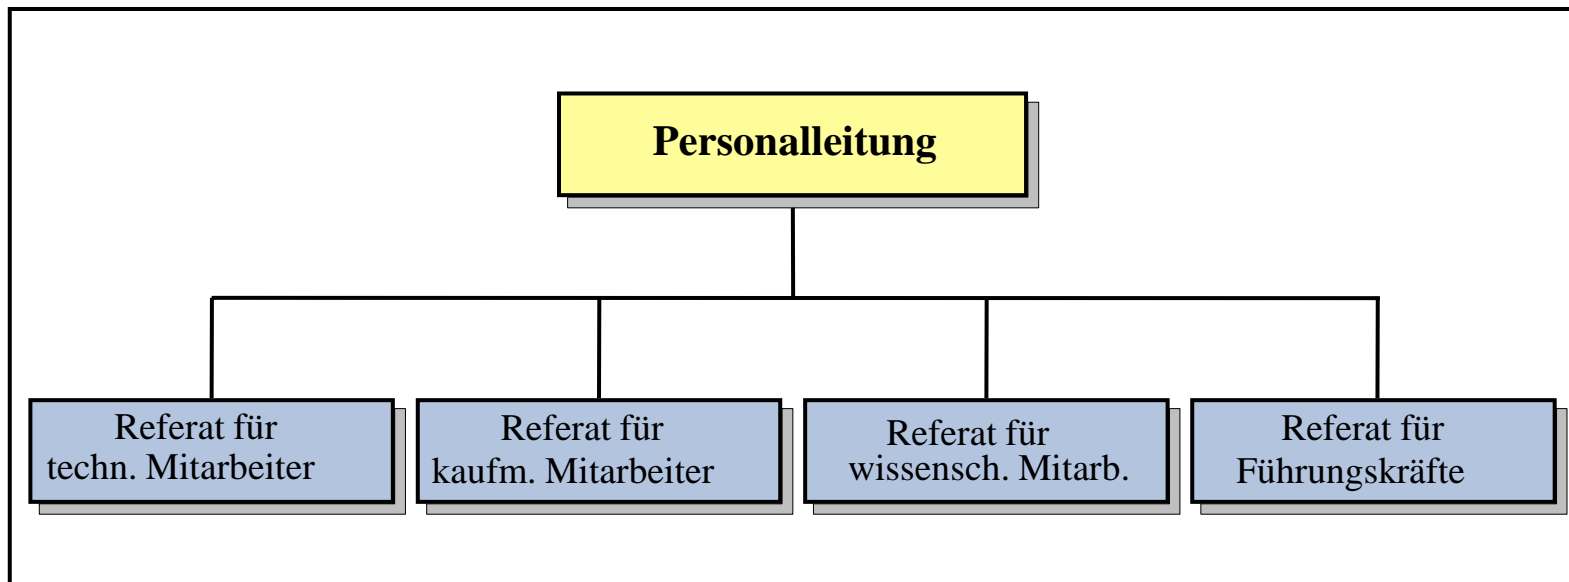 Personalleitung
Referat für
techn. Mitarbeiter
Referat für
kaufm. Mitarbeiter
Referat für
wissensch. Mitarb.
Referat für
Führungskräfte